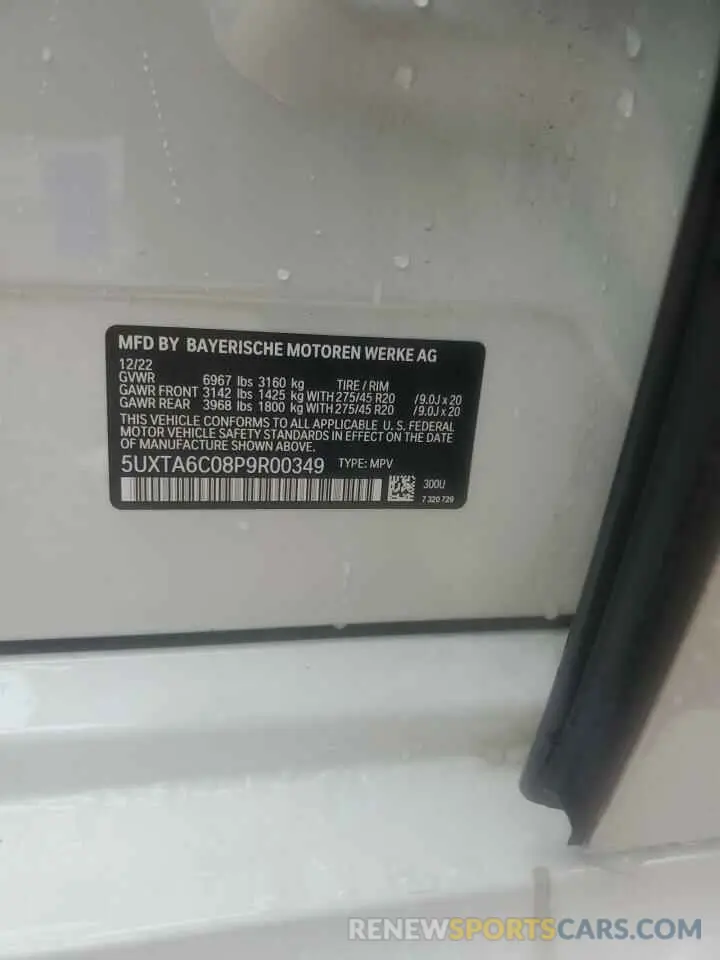 MFD BY BAYERISCHE MOTOREN WERKE AG
12/22
GVWR 6967 lbs 3160 kg TIRE / RIM
GAWR FRONT 3142 lbs 1425 kg WITH 275/45 R20 /9.0J x 20
GAWR REAR 3968 lbs 1800 kg WITH 275/45 R20 /9.0J x 20
THIS VEHICLE CONFORMS TO ALL APPLICABLE U. S. FEDERAL
MOTOR VEHICLE SAFETY STANDARDS IN EFFECT ON THE DATE
OF MANUFACTURE SHOWN ABOVE.
5UXTA6C08P9R00349 TYPE: MPV
300U
7 320 729
RENEWSPORTSCARS.COM